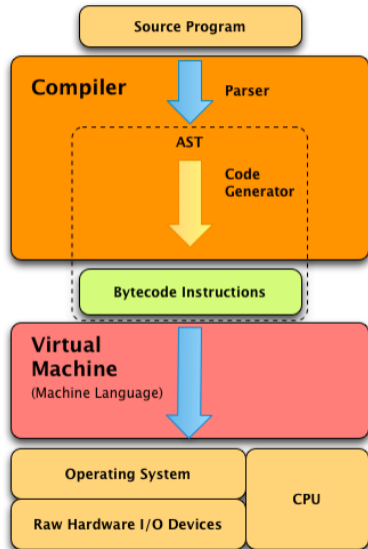 Source Program
Compiler
Parser
AST
Code
Generator
Bytecode Instructions
Virtual
Machine
(Machine Language)
Operating System
CPU
Raw Hardware I/O Devices